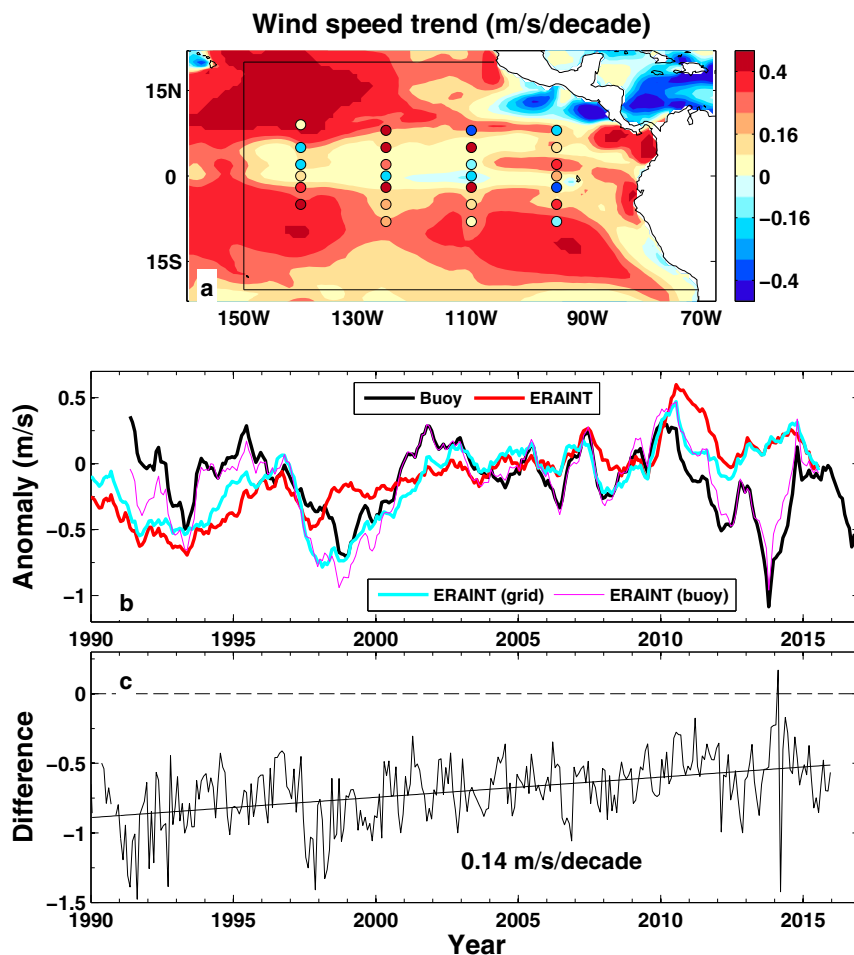 Wind speed trend (m/s/decade)
15N
0
15S
a
150W 130W 110W 90W 70W
0.4
0.16
0
−0.16
−0.4
Anomaly (m/s)
0.5
0
−0.5
−1
Buoy ERAINT
ERAINT (grid) ERAINT (buoy)
b
1990 1995 2000 2005 2010 2015
Difference
c
0
−0.5
−1
−1.5
0.14 m/s/decade
1990 1995 2000 2005 2010 2015
Year